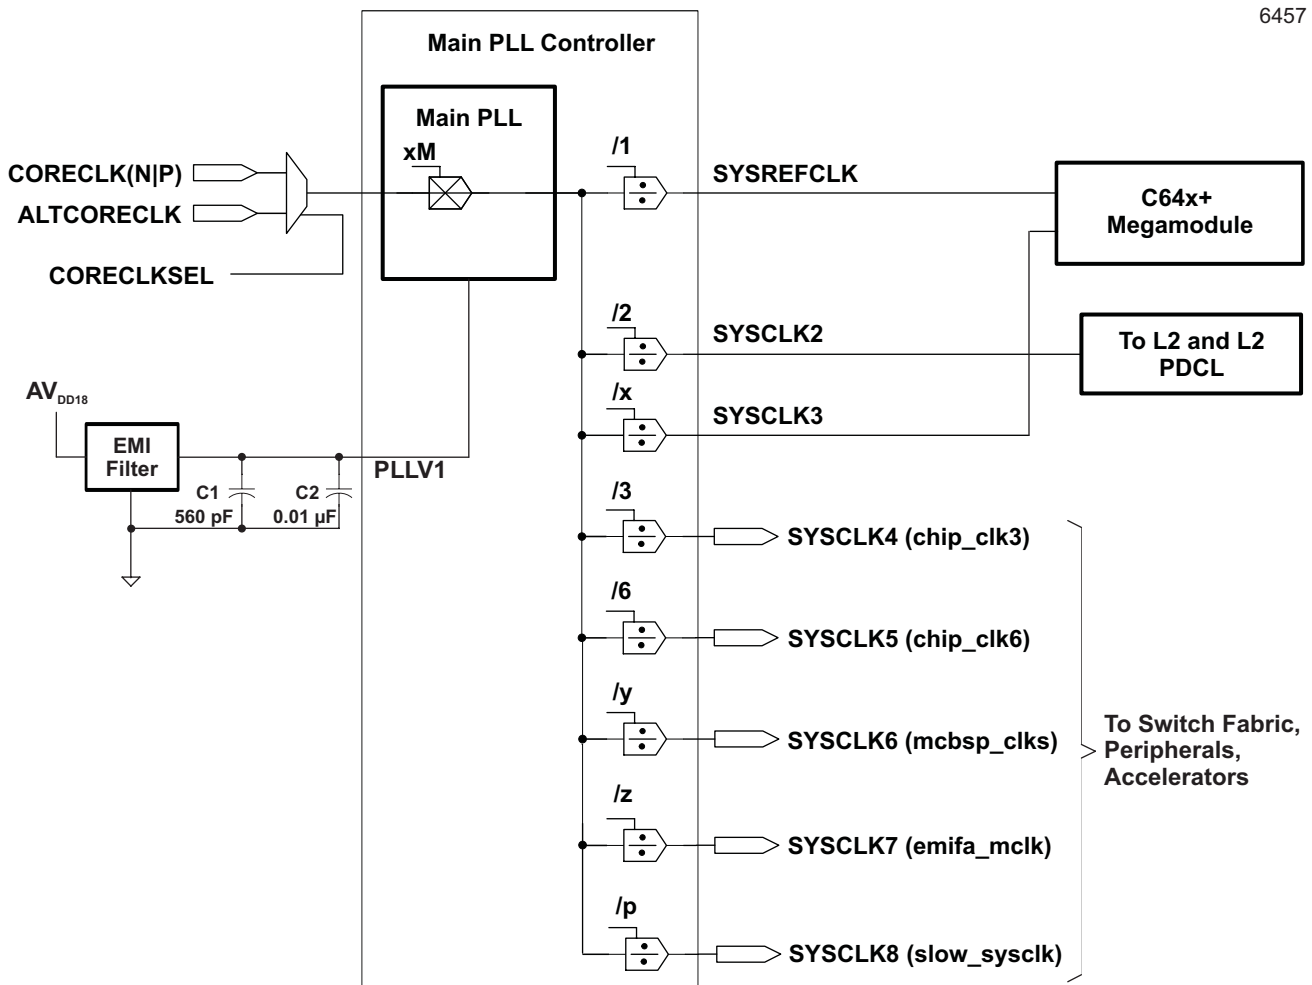 6457
Main PLL Controller
Main PLL
xM
CORECLK(N|P)
ALTCORECLK
CORECLKSEL
/1
SYSREFCLK
C64x+
Megamodule
/2
SYSCLK2
To L2 and L2
PDCL
/x
SYSCLK3
AVDD18
EMI
Filter
PLLV1
C1
560 pF
C2
0.01 µF
/3
SYSCLK4 (chip_clk3)
/6
SYSCLK5 (chip_clk6)
/y
SYSCLK6 (mcbsp_clks)
/z
SYSCLK7 (emifa_mclk)
/p
SYSCLK8 (slow_sysclk)
To Switch Fabric,
Peripherals,
Accelerators